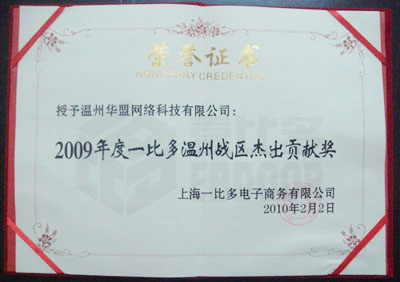 荣誉证书
HONORARY CREDENTIAL
授予温州华盟网络科技有限公司：
2009年度一比多温州战区杰出贡献奖
上海一比多电子商务有限公司
2010年2月2日